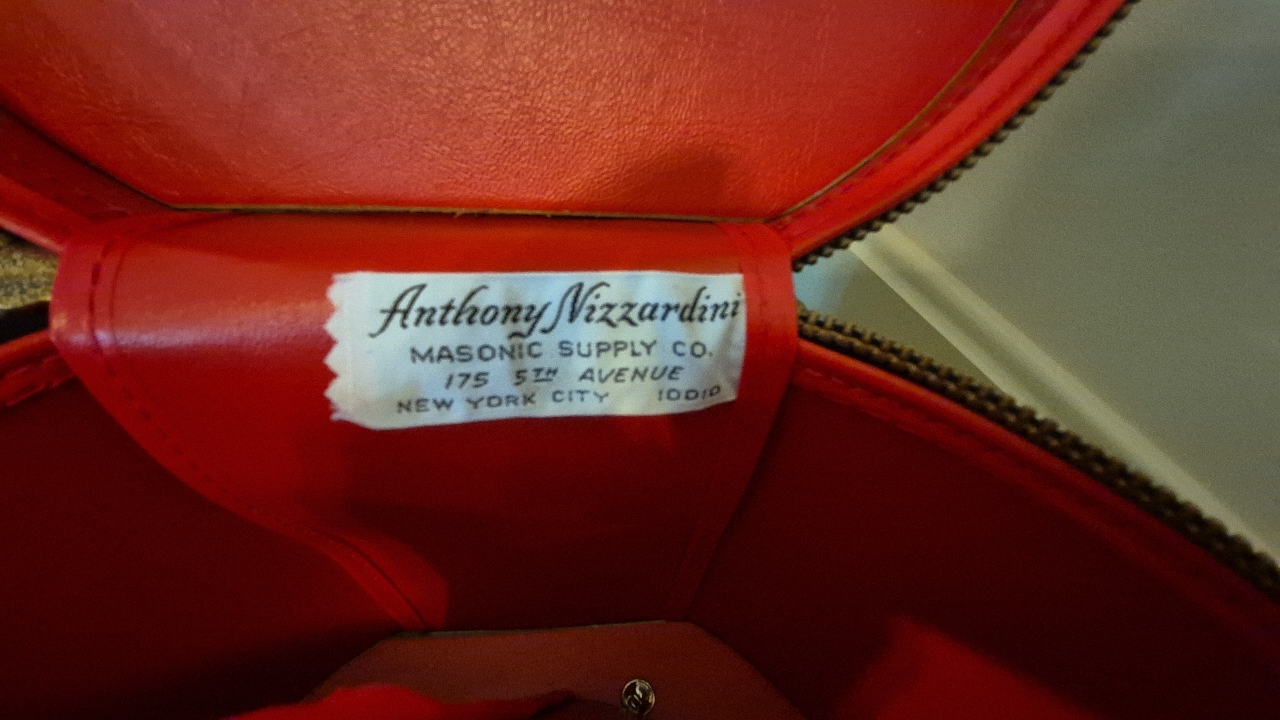 Anthony Nizzardini
MASONIC SUPPLY CO.
175 5TH AVENUE
NEW YORK CITY 10010